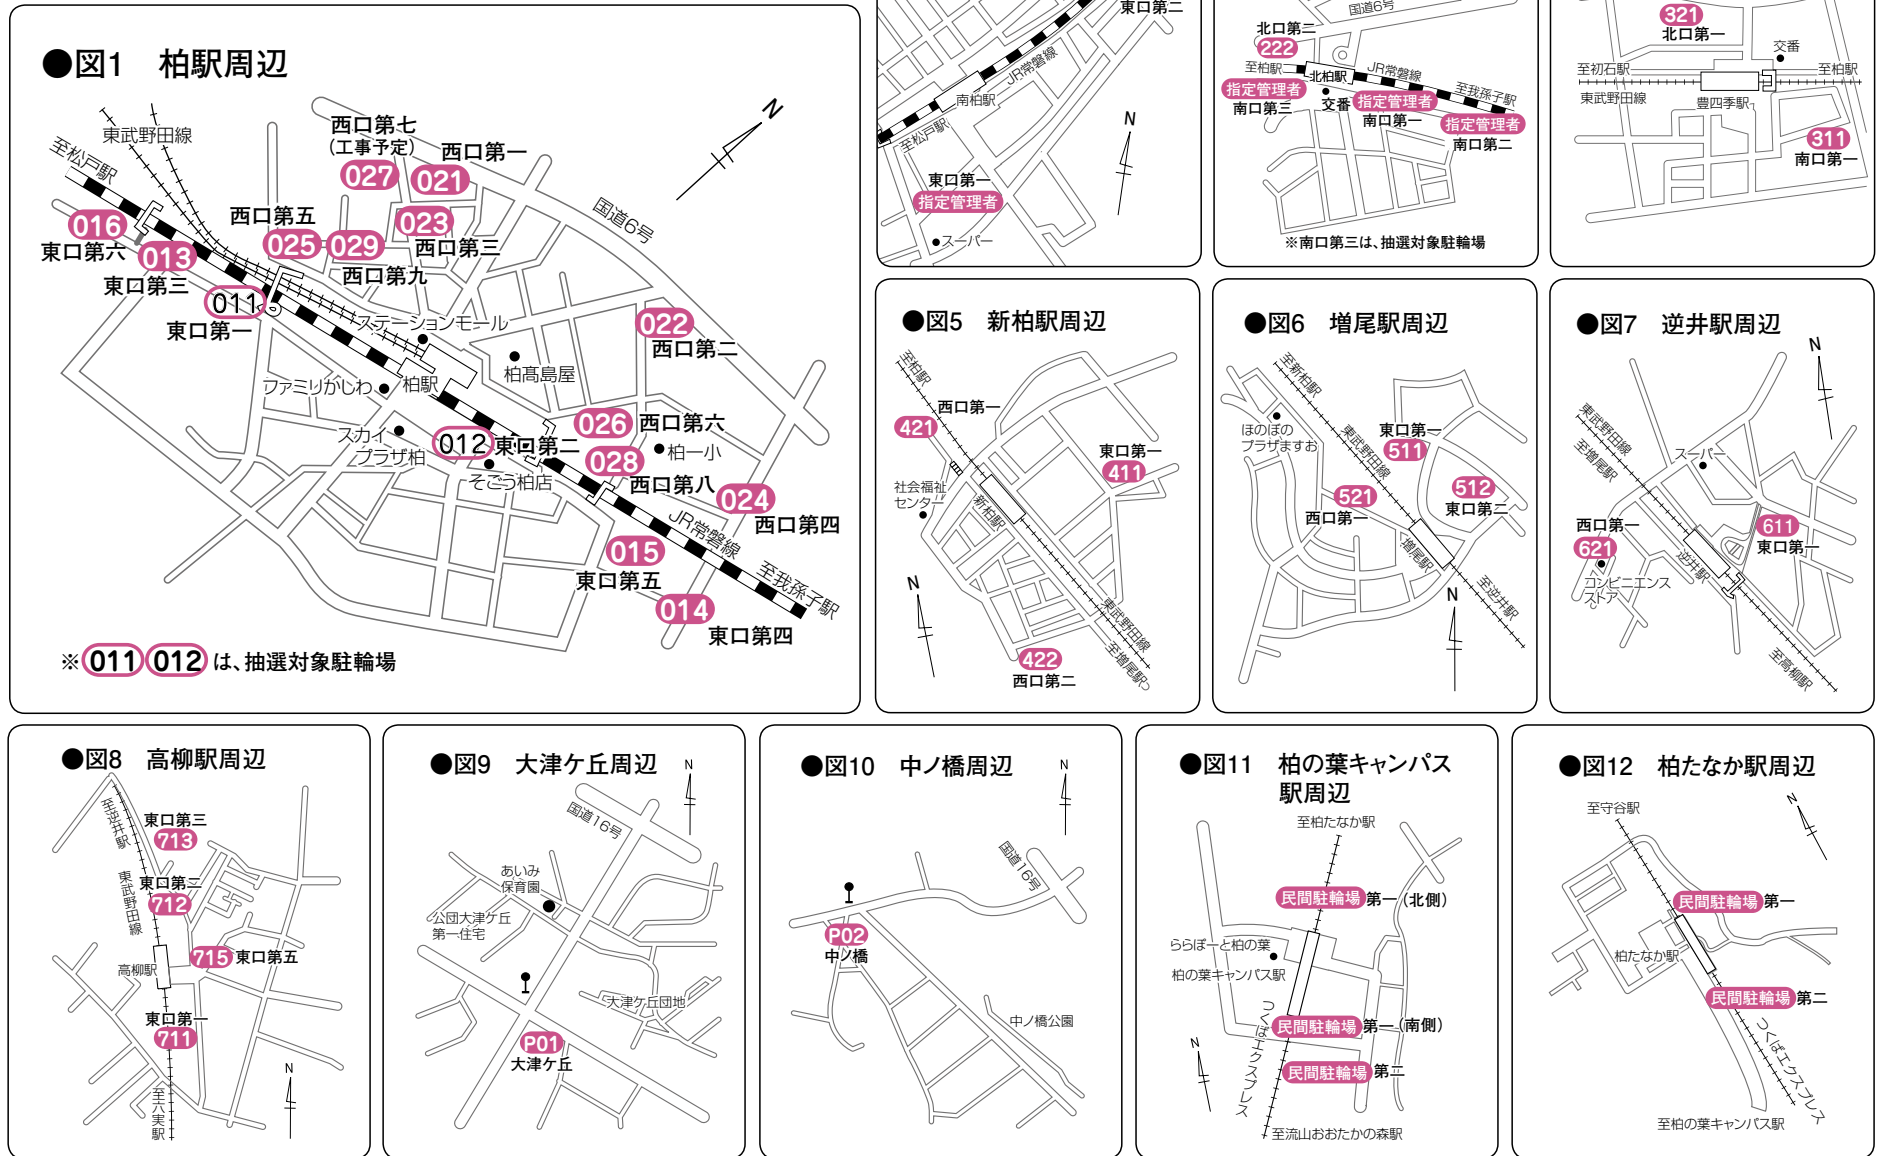 ●図1 柏駅周辺
東武野田線
至松戸駅
西口第七
(工事予定)
027
西口第一
021
N
国道6号
016
東口第六
013
東口第三
西口第五
025
029
西口第九
023
西口第三
011
東口第一
ステーションモール
022
西口第二
柏髙島屋
ファミリかしわ
柏駅
スカイ
プラザ柏
012
東口第二
そごう柏店
026
西口第六
柏一小
028
西口第八
024
西口第四
JR常磐線
015
東口第五
014
東口第四
至我孫子駅
※011 012は、抽選対象駐輪場
東口第二
JR常磐線
南柏駅
至松戸駅
N
東口第一
指定管理者
スーパー
国道6号
北口第二
222
至柏駅
北柏駅
JR常磐線
至我孫子駅
指定管理者
南口第三
交番
指定管理者
南口第一
指定管理者
南口第二
※南口第三は、抽選対象駐輪場
321
北口第一
交番
至初石駅
至柏駅
東武野田線
豊四季駅
311
南口第一
●図5 新柏駅周辺
至柏駅
西口第一
421
東口第一
411
社会福祉
センター
新柏駅
N
東武野田線
至増尾駅
422
西口第二
●図6 増尾駅周辺
至新柏駅
ほのぼの
プラザますお
東武野田線
東口第一
511
512
東口第二
521
西口第一
増尾駅
N
至逆井駅
●図7 逆井駅周辺
N
東武野田線
至増尾駅
スーパー
611
東口第一
西口第一
621
コンビニエンス
ストア
逆井駅
至高柳駅
●図8 高柳駅周辺
至逆井駅
東口第三
713
東武野田線
東口第二
712
715
東口第五
高柳駅
東口第一
711
N
至六実駅
●図9 大津ケ丘周辺
N
国道16号
あいみ
保育園
公団大津ケ丘
第一住宅
大津ケ丘団地
P01
大津ケ丘
●図10 中ノ橋周辺
N
国道16号
P02
中ノ橋
中ノ橋公園
●図11 柏の葉キャンパス
駅周辺
至柏たなか駅
民間駐輪場 第一(北側)
ららぽーと柏の葉
柏の葉キャンパス駅
つくばエクスプレス
民間駐輪場 第一(南側)
N
民間駐輪場 第二
至流山おおたかの森駅
●図12 柏たなか駅周辺
至守谷駅
N
民間駐輪場 第一
柏たなか駅
民間駐輪場 第二
つくばエクスプレス
至柏の葉キャンパス駅